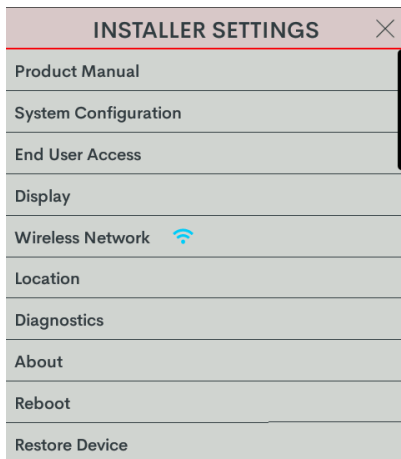 INSTALLER SETTINGS
Product Manual
System Configuration
End User Access
Display
Wireless Network
Location
Diagnostics
About
Reboot
Restore Device